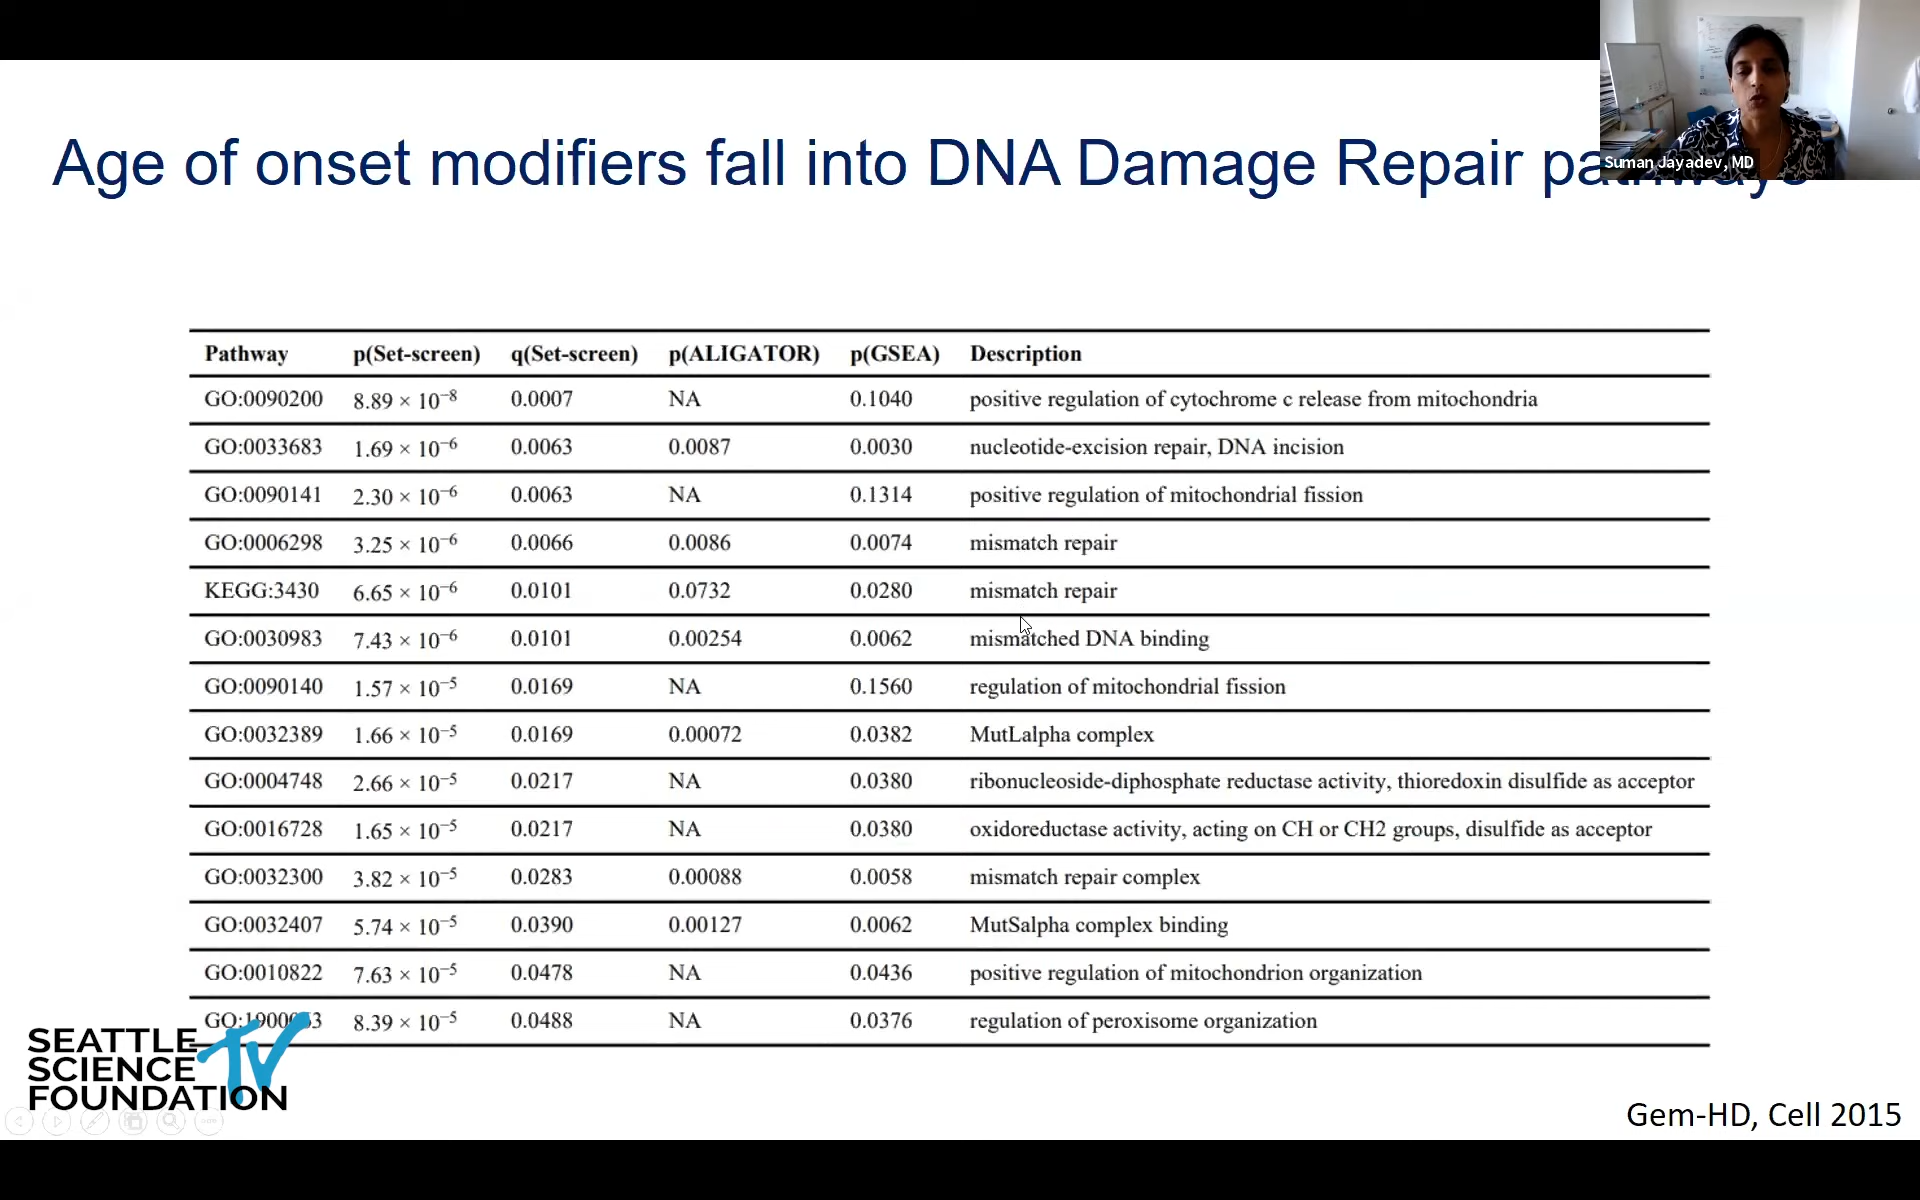 Suman Jayadev, MD
Age of onset modifiers fall into DNA Damage Repair pathways
Pathway p(Set-screen) q(Set-screen) p(ALIGATOR) p(GSEA) Description
GO:0090200 8.89 × 10⁻⁸ 0.0007 NA 0.1040 positive regulation of cytochrome c release from mitochondria
GO:0033683 1.69 × 10⁻⁶ 0.0063 0.0087 0.0030 nucleotide-excision repair, DNA incision
GO:0090141 2.30 × 10⁻⁶ 0.0063 NA 0.1314 positive regulation of mitochondrial fission
GO:0006298 3.25 × 10⁻⁶ 0.0066 0.0086 0.0074 mismatch repair
KEGG:3430 6.65 × 10⁻⁶ 0.0101 0.0732 0.0280 mismatch repair
GO:0030983 7.43 × 10⁻⁶ 0.0101 0.00254 0.0062 mismatched DNA binding
GO:0090140 1.57 × 10⁻⁵ 0.0169 NA 0.1560 regulation of mitochondrial fission
GO:0032389 1.66 × 10⁻⁵ 0.0169 0.00072 0.0382 MutLalpha complex
GO:0004748 2.66 × 10⁻⁵ 0.0217 NA 0.0380 ribonucleoside-diphosphate reductase activity, thioredoxin disulfide as acceptor
GO:0016728 1.65 × 10⁻⁵ 0.0217 NA 0.0380 oxidoreductase activity, acting on CH or CH2 groups, disulfide as acceptor
GO:0032300 3.82 × 10⁻⁵ 0.0283 0.00088 0.0058 mismatch repair complex
GO:0032407 5.74 × 10⁻⁵ 0.0390 0.00127 0.0062 MutSalpha complex binding
GO:0010822 7.63 × 10⁻⁵ 0.0478 NA 0.0436 positive regulation of mitochondrion organization
8.39 × 10⁻⁵ 0.0488 NA 0.0376 regulation of peroxisome organization
SEATTLE TV
SCIENCE
FOUNDATION
Gem-HD, Cell 2015